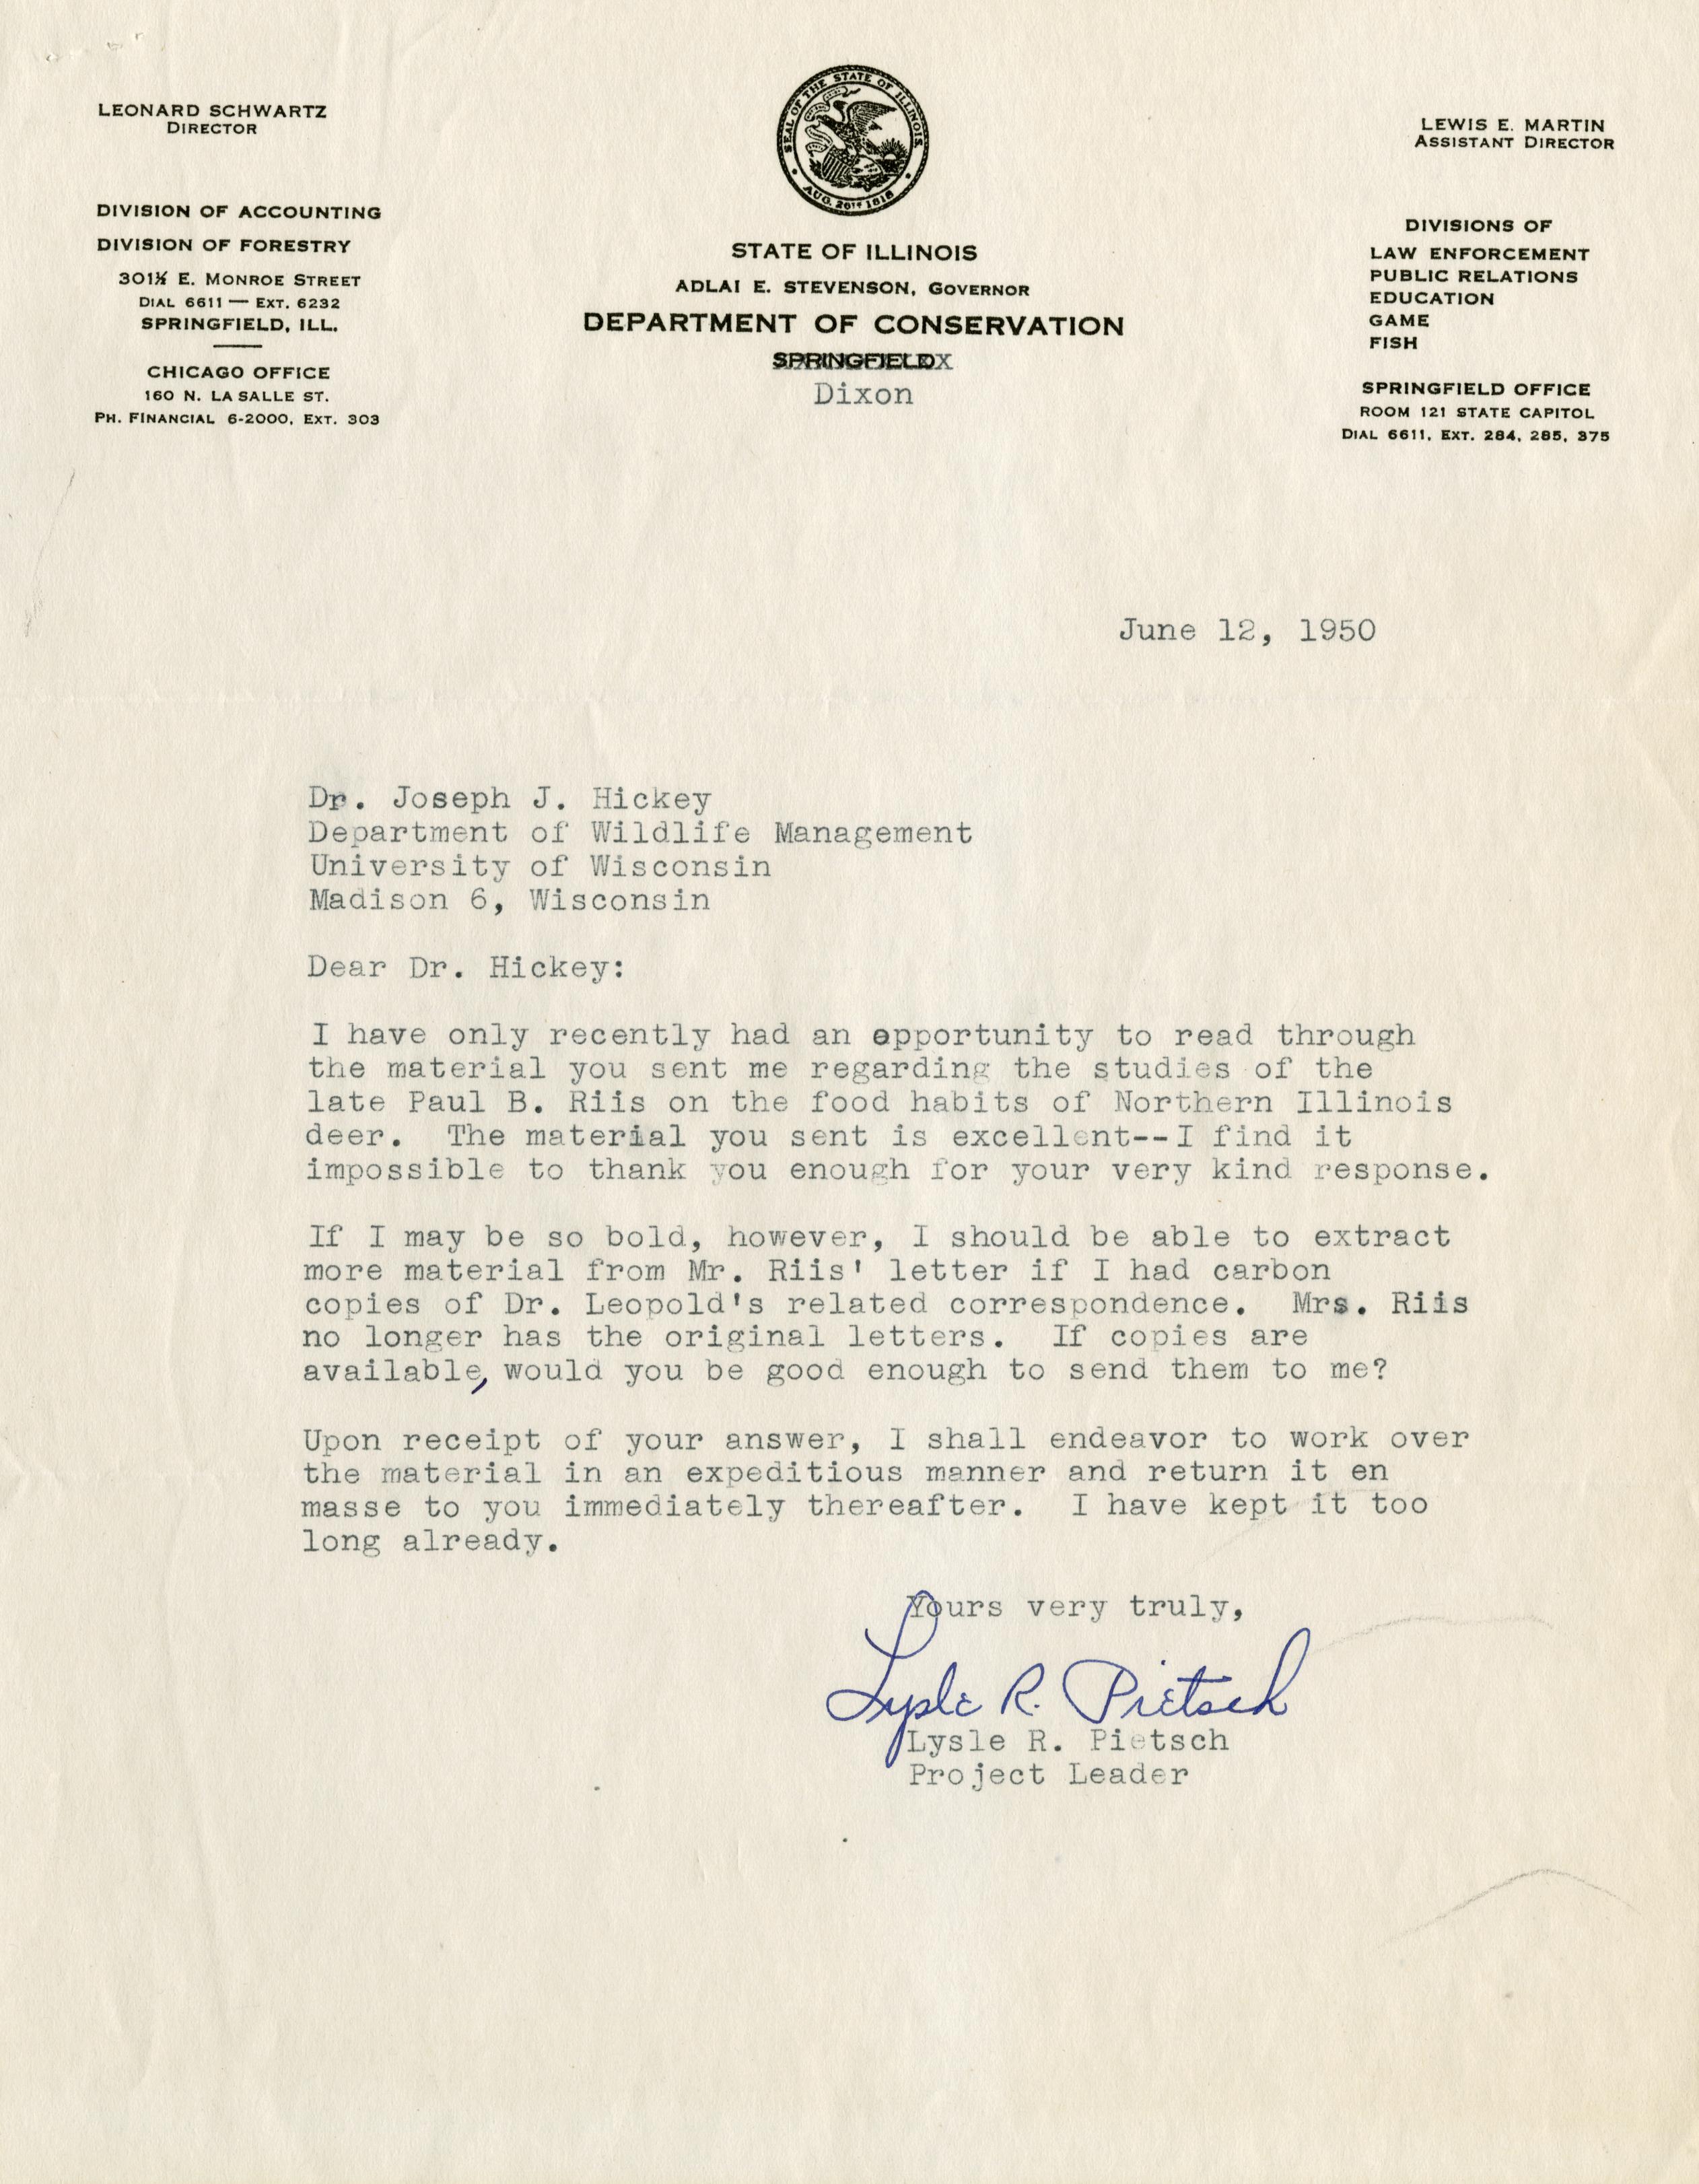 LEONARD SCHWARTZ
DIRECTOR
DIVISION OF ACCOUNTING
DIVISION OF FORESTRY
301½ E. MONROE STREET
DIAL 6611 — EXT. 6232
SPRINGFIELD, ILL.
CHICAGO OFFICE
160 N. LA SALLE ST.
PH. FINANCIAL 6-2000, EXT. 303
SEAL OF THE STATE OF ILLINOIS
AUG. 26TH 1818
STATE OF ILLINOIS
ADLAI E. STEVENSON, GOVERNOR
DEPARTMENT OF CONSERVATION
SPRINGFIELD
Dixon
LEWIS E. MARTIN
ASSISTANT DIRECTOR
DIVISIONS OF
LAW ENFORCEMENT
PUBLIC RELATIONS
EDUCATION
GAME
FISH
SPRINGFIELD OFFICE
ROOM 121 STATE CAPITOL
DIAL 6611, EXT. 284, 285, 375
June 12, 1950
Dr. Joseph J. Hickey
Department of Wildlife Management
University of Wisconsin
Madison 6, Wisconsin
Dear Dr. Hickey:
I have only recently had an opportunity to read through
the material you sent me regarding the studies of the
late Paul B. Riis on the food habits of Northern Illinois
deer. The material you sent is excellent--I find it
impossible to thank you enough for your very kind response.
If I may be so bold, however, I should be able to extract
more material from Mr. Riis' letter if I had carbon
copies of Dr. Leopold's related correspondence. Mrs. Riis
no longer has the original letters. If copies are
available, would you be good enough to send them to me?
Upon receipt of your answer, I shall endeavor to work over
the material in an expeditious manner and return it en
masse to you immediately thereafter. I have kept it too
long already.
Yours very truly,
Lysle R. Pietsch
Lysle R. Pietsch
Project Leader